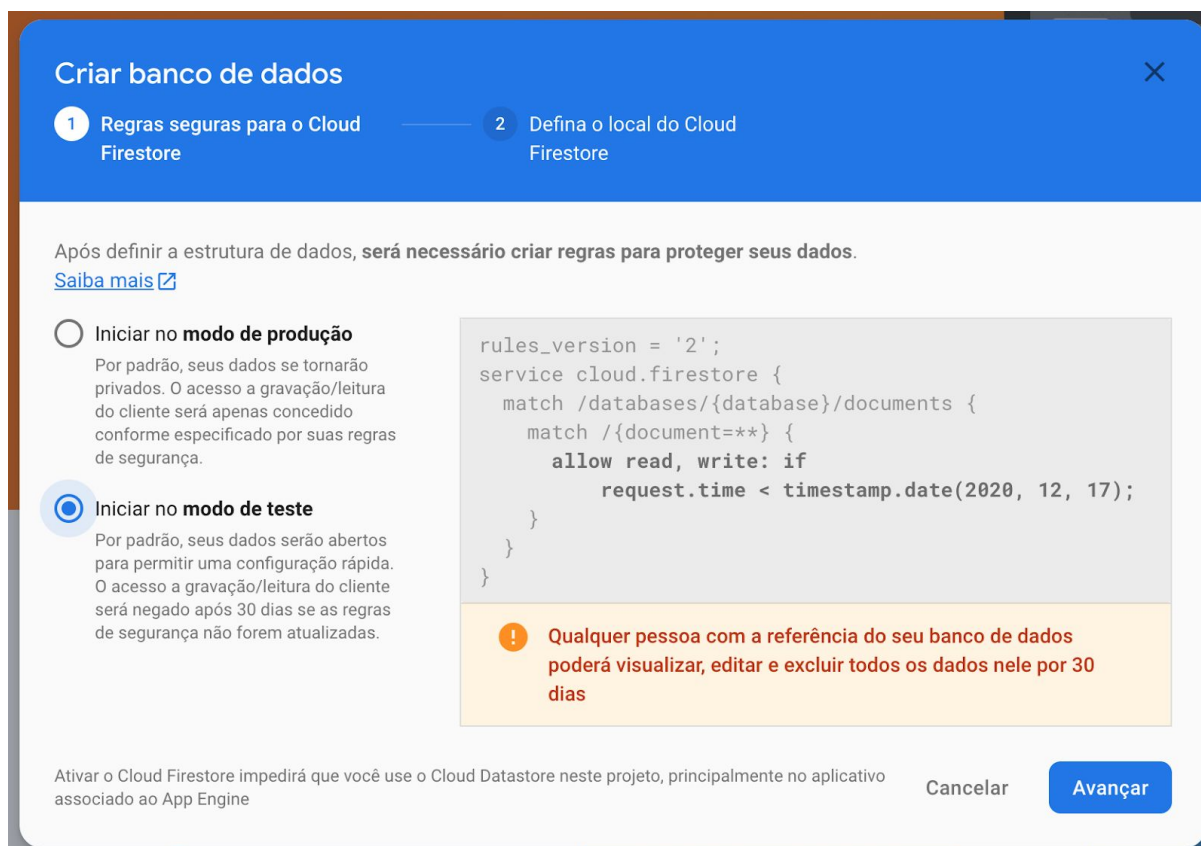 Criar banco de dados
1 Regras seguras para o Cloud
Firestore
2 Defina o local do Cloud
Firestore
Após definir a estrutura de dados, será necessário criar regras para proteger seus dados.
Saiba mais
Iniciar no modo de produção
Por padrão, seus dados se tornarão
privados. O acesso a gravação/leitura
do cliente será apenas concedido
conforme especificado por suas regras
de segurança.
Iniciar no modo de teste
Por padrão, seus dados serão abertos
para permitir uma configuração rápida.
O acesso a gravação/leitura do cliente
será negado após 30 dias se as regras
de segurança não forem atualizadas.
rules_version = '2';
service cloud.firestore {
  match /databases/{database}/documents {
    match /{document=**} {
      allow read, write: if
          request.time < timestamp.date(2020, 12, 17);
    }
  }
}
Qualquer pessoa com a referência do seu banco de dados
poderá visualizar, editar e excluir todos os dados nele por 30
dias
Ativar o Cloud Firestore impedirá que você use o Cloud Datastore neste projeto, principalmente no aplicativo
associado ao App Engine
Cancelar
Avançar